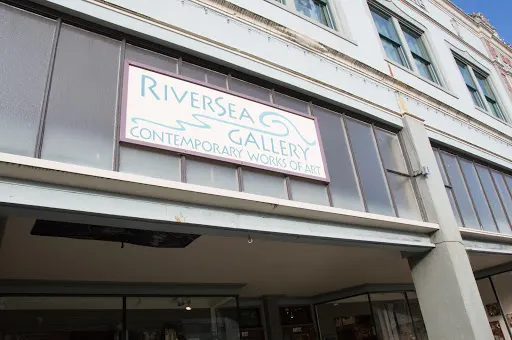 RIVERSEA
GALLERY
CONTEMPORARY WORKS OF ART